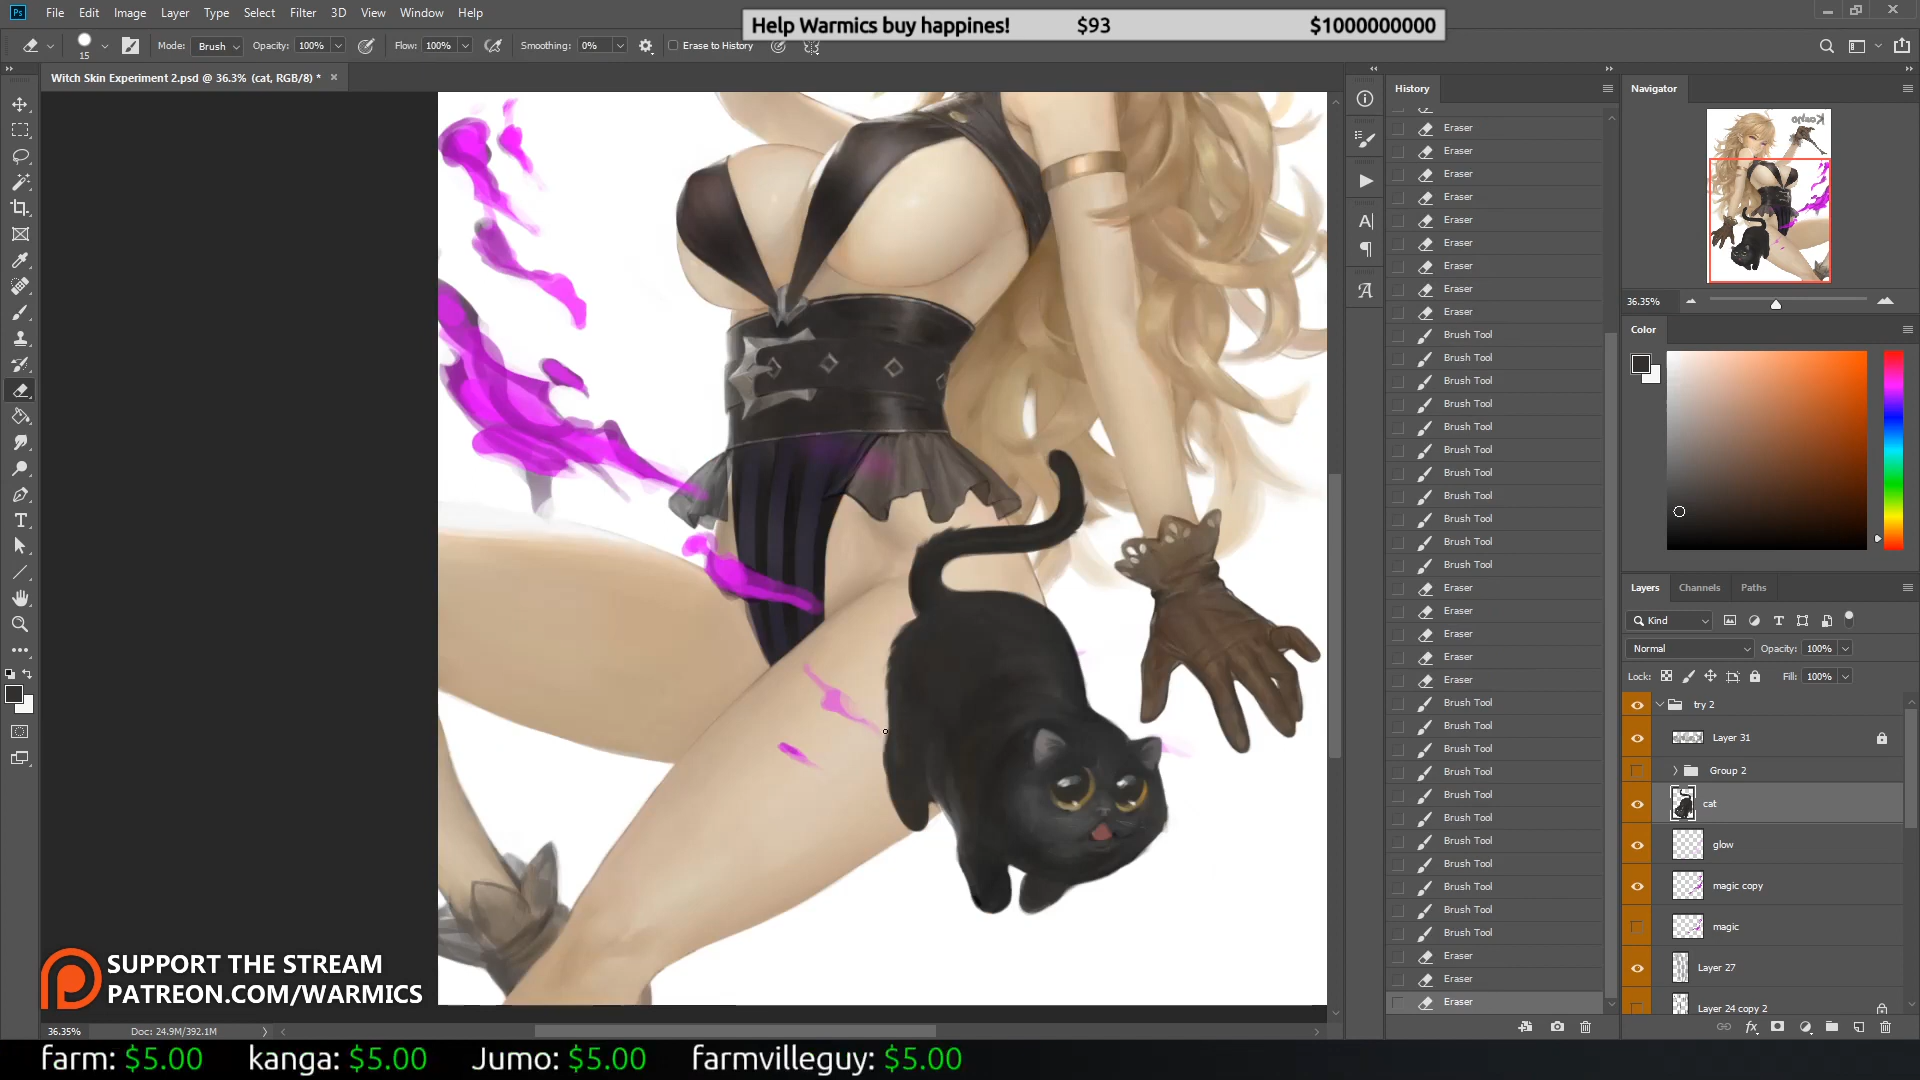 Ps File Edit Image Layer Type Select Filter 3D View Window Help
Help Warmics buy happines! $93 $1000000000
15 Mode: Brush Opacity: 100% Flow: 100% Smoothing: 0% Erase to History
Witch Skin Experiment 2.psd @ 36.3% (cat, RGB/8) *
History
Eraser
Eraser
Eraser
Eraser
Eraser
Eraser
Eraser
Eraser
Eraser
Brush Tool
Brush Tool
Brush Tool
Brush Tool
Brush Tool
Brush Tool
Brush Tool
Brush Tool
Brush Tool
Brush Tool
Brush Tool
Eraser
Eraser
Eraser
Eraser
Eraser
Brush Tool
Brush Tool
Brush Tool
Brush Tool
Brush Tool
Brush Tool
Brush Tool
Brush Tool
Brush Tool
Brush Tool
Brush Tool
Eraser
Eraser
Eraser
Navigator
36.35%
Color
Layers Channels Paths
Kind
Normal Opacity: 100%
Lock: Fill: 100%
try 2
Layer 31
Group 2
cat
glow
magic copy
magic
Layer 27
Layer 24 copy 2
SUPPORT THE STREAM
PATREON.COM/WARMICS
36.35% Doc: 24.9M/392.1M
farm: $5.00 kanga: $5.00 Jumo: $5.00 farmvilleguy: $5.00